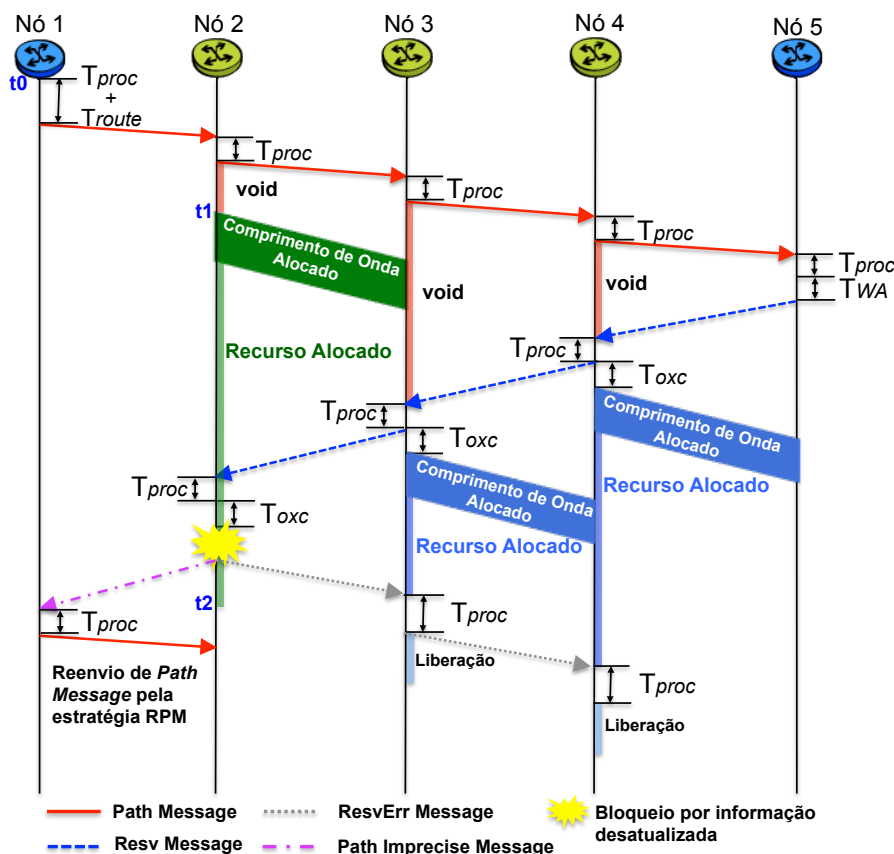 Nó 1
Nó 2
Nó 3
Nó 4
Nó 5
t0
Tproc
+
Troute
Tproc
void
Tproc
t1
Tproc
Comprimento de Onda
Alocado
void
void
Tproc
TWA
Recurso Alocado
Tproc
Toxc
Comprimento de Onda
Alocado
Tproc
Toxc
Comprimento de Onda
Alocado
Recurso Alocado
Tproc
Toxc
Recurso Alocado
t2
Tproc
Tproc
Reenvio de Path
Message pela
estratégia RPM
Liberação
Tproc
Liberação
Path Message
ResvErr Message
Bloqueio por informação
desatualizada
Resv Message
Path Imprecise Message